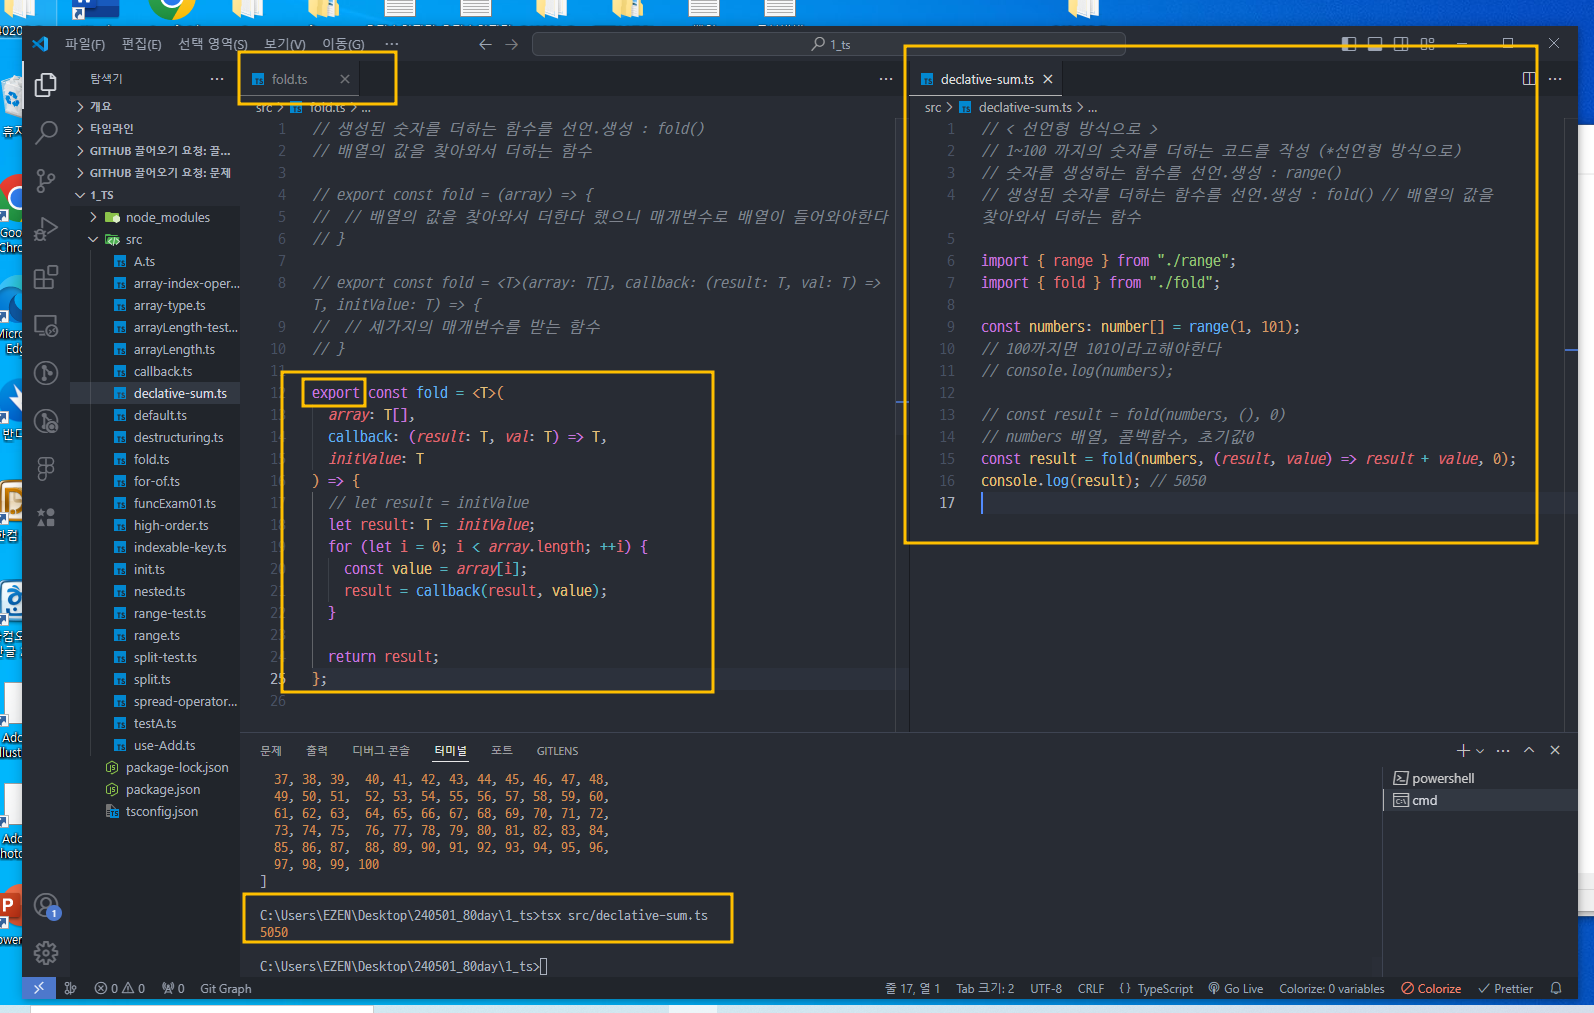 파일(F) 편집(E) 선택 영역(S) 보기(V) 이동(G) ··· 1_ts
탐색기 ···
개요
타임라인
GITHUB 끌어오기 요청: 끌...
GITHUB 끌어오기 요청: 문제
1_TS
node_modules
src
A.ts
array-index-oper...
array-type.ts
arrayLength-test...
arrayLength.ts
callback.ts
declative-sum.ts
default.ts
destructuring.ts
fold.ts
for-of.ts
funcExam01.ts
high-order.ts
indexable-key.ts
init.ts
nested.ts
range-test.ts
range.ts
split-test.ts
split.ts
spread-operator...
testA.ts
use-Add.ts
package-lock.json
package.json
tsconfig.json
fold.ts
src > fold.ts > ...
1 // 생성된 숫자를 더하는 함수를 선언.생성 : fold()
2 // 배열의 값을 찾아와서 더하는 함수
3
4 // export const fold = (array) => {
5 //  // 배열의 값을 찾아와서 더한다 했으니 매개변수로 배열이 들어와야한다
6 // }
7
8 // export const fold = <T>(array: T[], callback: (result: T, val: T) =>
T, initValue: T) => {
9 //  // 세가지의 매개변수를 받는 함수
10 // }
11
12 export const fold = <T>(
13   array: T[],
14   callback: (result: T, val: T) => T,
15   initValue: T
16 ) => {
17   // let result = initValue
18   let result: T = initValue;
19   for (let i = 0; i < array.length; ++i) {
20     const value = array[i];
21     result = callback(result, value);
22   }
23
24   return result;
25 };
26
declative-sum.ts
src > declative-sum.ts > ...
1 // < 선언형 방식으로 >
2 // 1~100 까지의 숫자를 더하는 코드를 작성 (*선언형 방식으로)
3 // 숫자를 생성하는 함수를 선언.생성 : range()
4 // 생성된 숫자를 더하는 함수를 선언.생성 : fold() // 배열의 값을
찾아와서 더하는 함수
5
6 import { range } from "./range";
7 import { fold } from "./fold";
8
9 const numbers: number[] = range(1, 101);
10 // 100까지면 101이라고해야한다
11 // console.log(numbers);
12
13 // const result = fold(numbers, (), 0)
14 // numbers 배열, 콜벡함수, 초기값0
15 const result = fold(numbers, (result, value) => result + value, 0);
16 console.log(result); // 5050
17
문제 출력 디버그 콘솔 터미널 포트 GITLENS
37, 38, 39, 40, 41, 42, 43, 44, 45, 46, 47, 48,
49, 50, 51, 52, 53, 54, 55, 56, 57, 58, 59, 60,
61, 62, 63, 64, 65, 66, 67, 68, 69, 70, 71, 72,
73, 74, 75, 76, 77, 78, 79, 80, 81, 82, 83, 84,
85, 86, 87, 88, 89, 90, 91, 92, 93, 94, 95, 96,
97, 98, 99, 100
]
C:\Users\EZEN\Desktop\240501_80day\1_ts>tsx src/declative-sum.ts
5050
C:\Users\EZEN\Desktop\240501_80day\1_ts>
powershell
cmd
0 0 0 Git Graph 줄 17, 열 1 Tab 크기: 2 UTF-8 CRLF {} TypeScript Go Live Colorize: 0 variables Colorize Prettier